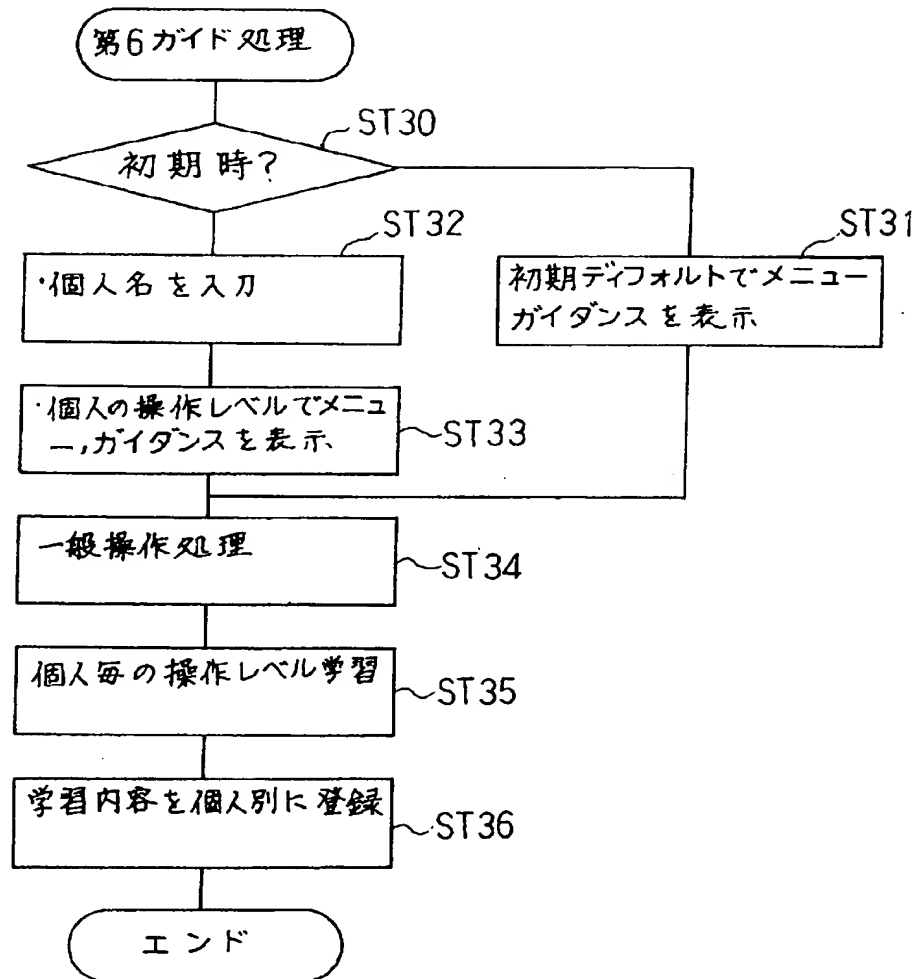 第6ガイド処理
ST30
初期時?
ST32
ST31
・個人名を入力
初期ディフォルトでメニュー
ガイダンスを表示
・個人の操作レベルでメニュ
ー,ガイダンスを表示
ST33
一般操作処理
ST34
個人毎の操作レベル学習
ST35
学習内容を個人別に登録
ST36
エンド